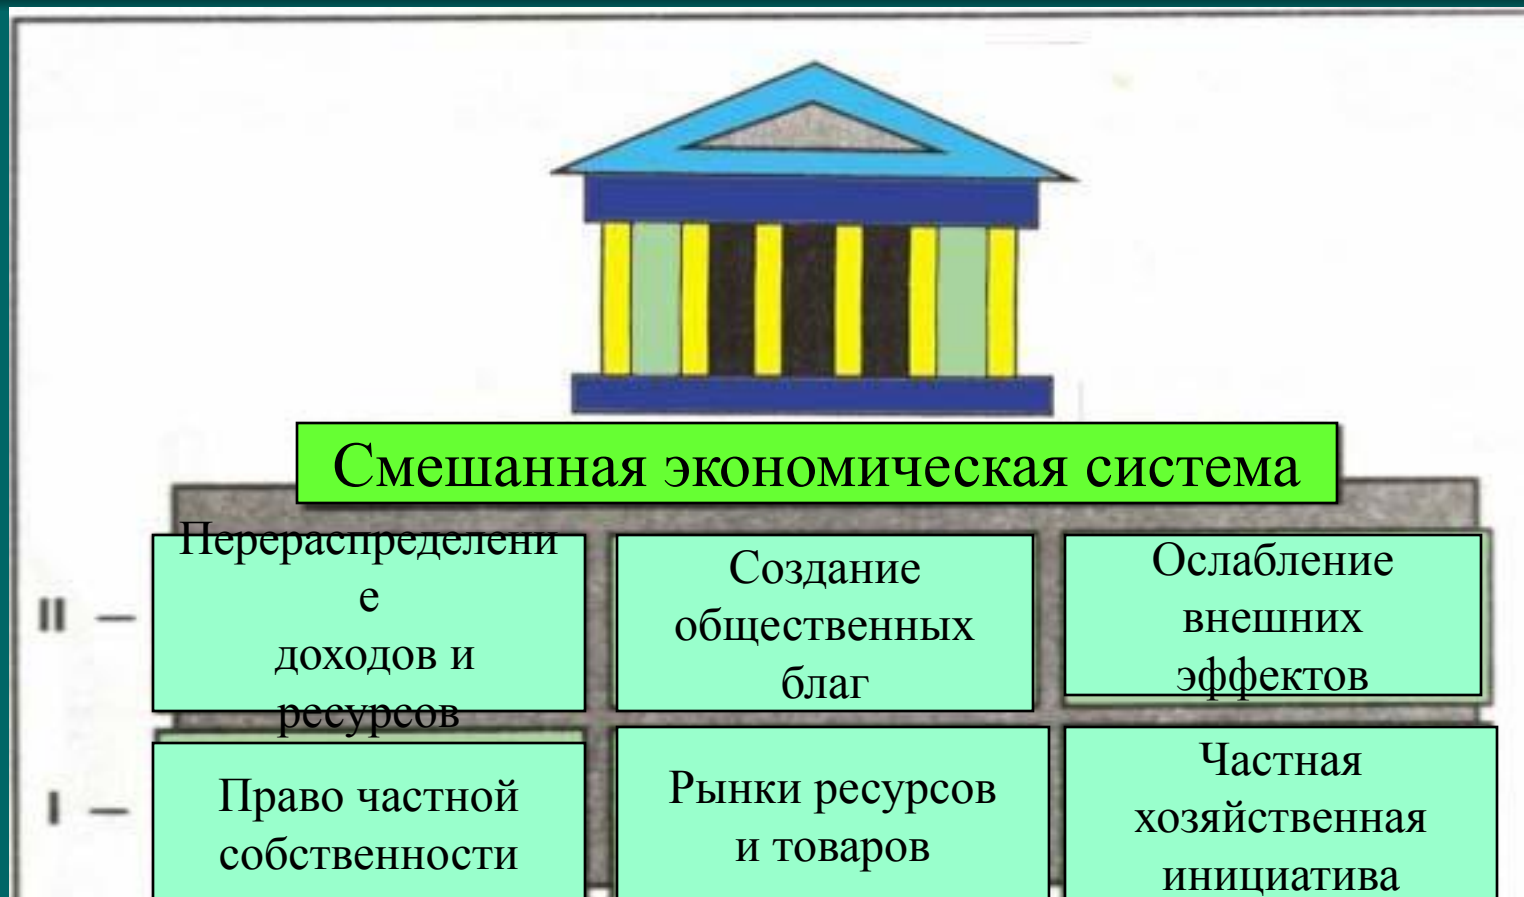 Смешанная экономическая система
II –
Перераспределени
е
доходов и
ресурсов
Создание
общественных
благ
Ослабление
внешних
эффектов
I –
Право частной
собственности
Рынки ресурсов
и товаров
Частная
хозяйственная
инициатива